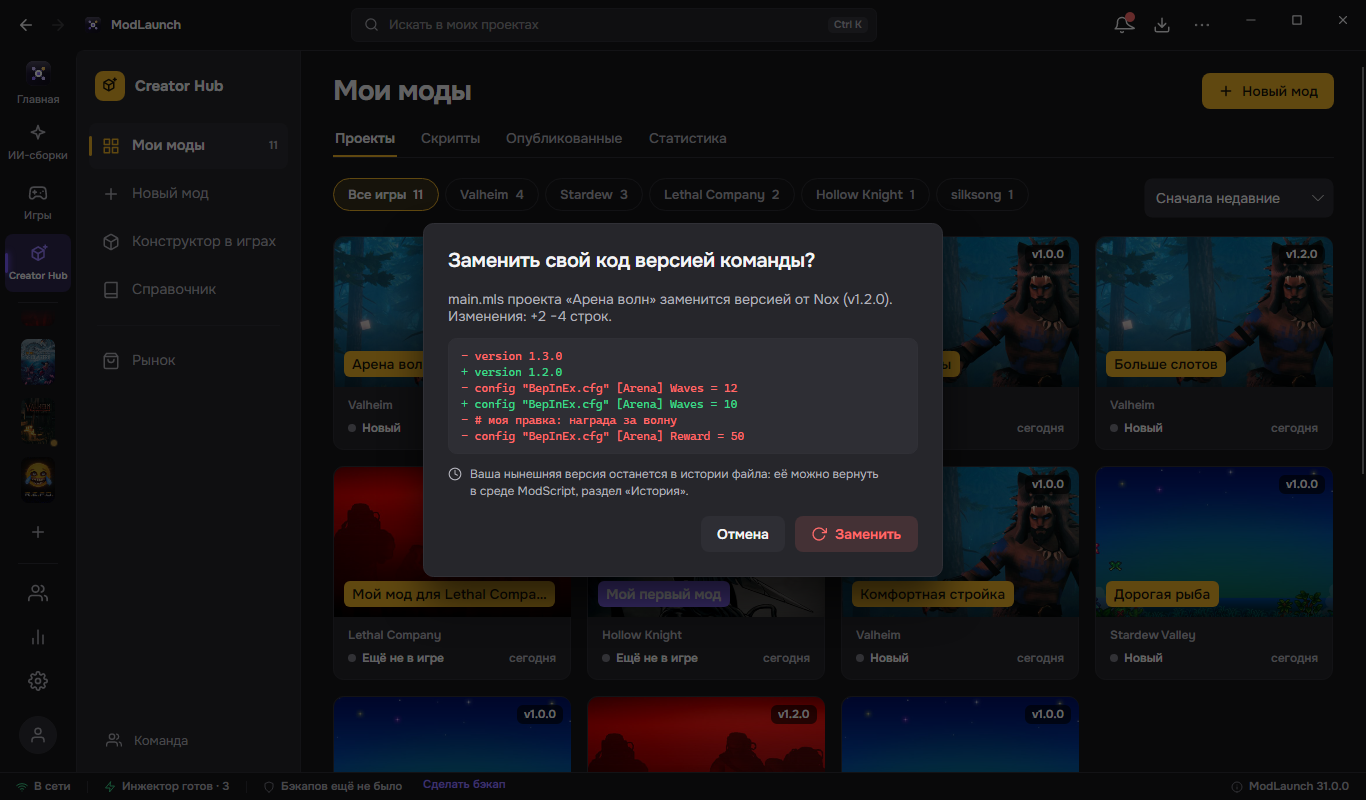 ModLaunch
Искать в моих проектах
Ctrl K
Главная
ИИ-сборки
Игры
Creator Hub
R.E.P.O.
Creator Hub
Мои моды 11
Новый мод
Конструктор в играх
Справочник
Рынок
Команда
Мои моды
+ Новый мод
Проекты Скрипты Опубликованные Статистика
Все игры 11 Valheim 4 Stardew 3 Lethal Company 2 Hollow Knight 1 silksong 1
Сначала недавние
Заменить свой код версией команды?
main.mls проекта «Арена волн» заменится версией от Nox (v1.2.0).
Изменения: +2 −4 строк.
− version 1.3.0
+ version 1.2.0
− config "BepInEx.cfg" [Arena] Waves = 12
+ config "BepInEx.cfg" [Arena] Waves = 10
− # моя правка: награда за волну
− config "BepInEx.cfg" [Arena] Reward = 50
Ваша нынешняя версия останется в истории файла: её можно вернуть
в среде ModScript, раздел «История».
Отмена
Заменить
v1.0.0 v1.2.0
Арена вол
Больше слотов
Valheim
Новый
сегодня
Valheim
Новый сегодня
v1.0.0 v1.0.0
Мой мод для Lethal Compa...
Мой первый мод
Комфортная стройка
Дорогая рыба
Lethal Company
Ещё не в игре сегодня
Hollow Knight
Ещё не в игре сегодня
Valheim
Новый сегодня
Stardew Valley
Новый сегодня
v1.0.0 v1.2.0 v1.0.0
В сети
Инжектор готов · 3
Бэкапов ещё не было
Сделать бэкап
ModLaunch 31.0.0